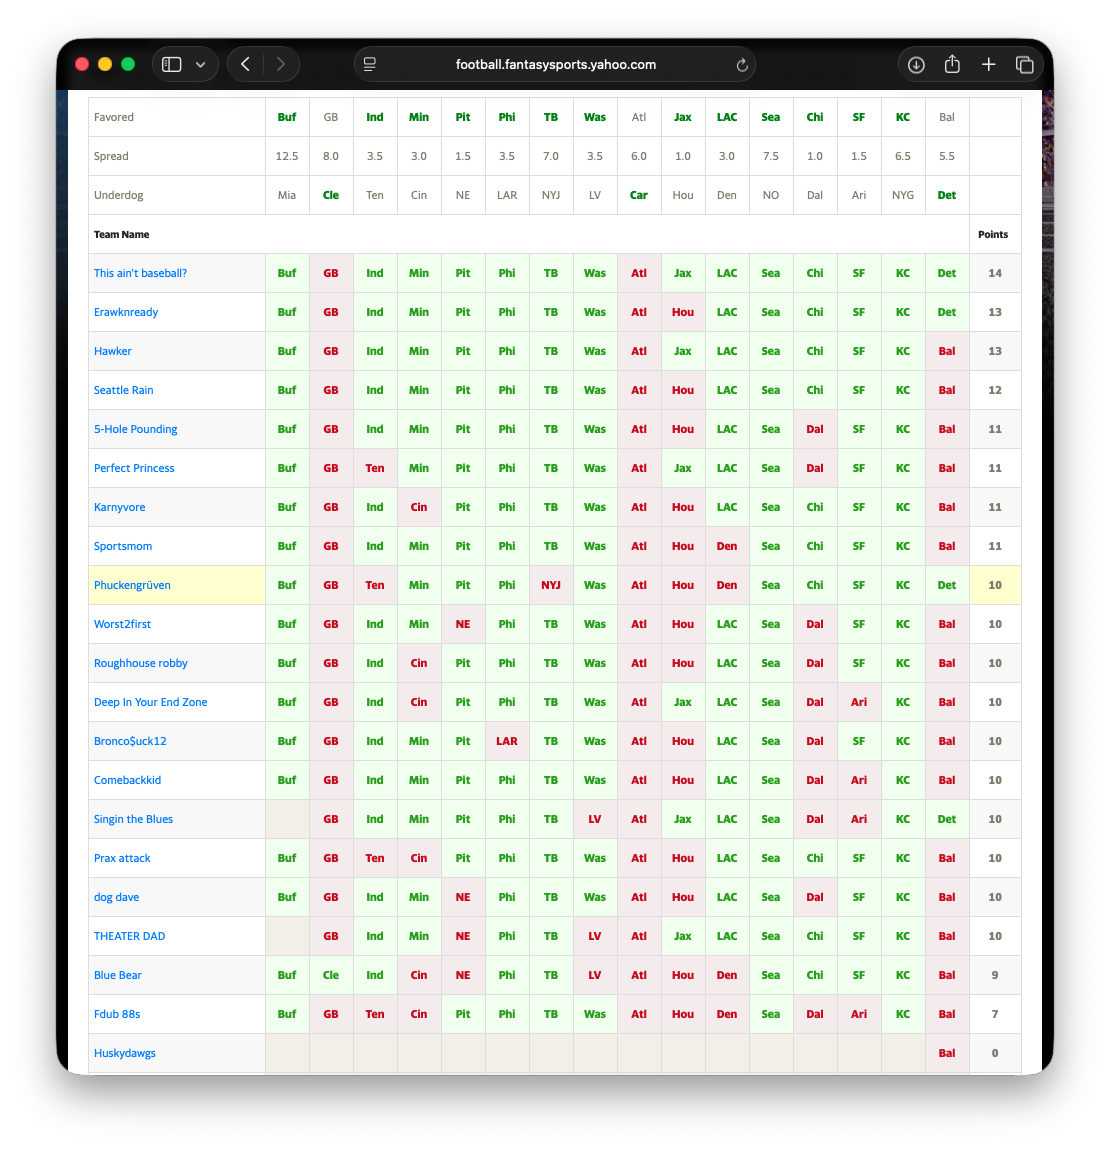 football.fantasysports.yahoo.com
Favored Buf GB Ind Min Pit Phi TB Was Atl Jax LAC Sea Chi SF KC Bal
Spread 12.5 8.0 3.5 3.0 1.5 3.5 7.0 3.5 6.0 1.0 3.0 7.5 1.0 1.5 6.5 5.5
Underdog Mia Cle Ten Cin NE LAR NYJ LV Car Hou Den NO Dal Ari NYG Det
Team Name Points
This ain't baseball? Buf GB Ind Min Pit Phi TB Was Atl Jax LAC Sea Chi SF KC Det 14
Erawknready Buf GB Ind Min Pit Phi TB Was Atl Hou LAC Sea Chi SF KC Det 13
Hawker Buf GB Ind Min Pit Phi TB Was Atl Jax LAC Sea Chi SF KC Bal 13
Seattle Rain Buf GB Ind Min Pit Phi TB Was Atl Hou LAC Sea Chi SF KC Bal 12
5-Hole Pounding Buf GB Ind Min Pit Phi TB Was Atl Hou LAC Sea Dal SF KC Bal 11
Perfect Princess Buf GB Ten Min Pit Phi TB Was Atl Jax LAC Sea Dal SF KC Bal 11
Karnyvore Buf GB Ind Cin Pit Phi TB Was Atl Hou LAC Sea Chi SF KC Bal 11
Sportsmom Buf GB Ind Min Pit Phi TB Was Atl Hou Den Sea Chi SF KC Bal 11
Phuckengrüven Buf GB Ten Min Pit Phi NYJ Was Atl Hou Den Sea Chi SF KC Det 10
Worst2first Buf GB Ind Min NE Phi TB Was Atl Hou LAC Sea Dal SF KC Bal 10
Roughhouse robby Buf GB Ind Cin Pit Phi TB Was Atl Hou LAC Sea Dal SF KC Bal 10
Deep In Your End Zone Buf GB Ind Cin Pit Phi TB Was Atl Jax LAC Sea Dal Ari KC Bal 10
Bronco$uck12 Buf GB Ind Min Pit LAR TB Was Atl Hou LAC Sea Dal SF KC Bal 10
Comebackkid Buf GB Ind Min Pit Phi TB Was Atl Hou LAC Sea Dal Ari KC Bal 10
Singin the Blues GB Ind Min Pit Phi TB LV Atl Jax LAC Sea Dal Ari KC Det 10
Prax attack Buf GB Ten Cin Pit Phi TB Was Atl Hou LAC Sea Chi SF KC Bal 10
dog dave Buf GB Ind Min NE Phi TB Was Atl Hou LAC Sea Dal SF KC Bal 10
THEATER DAD GB Ind Min NE Phi TB LV Atl Jax LAC Sea Chi SF KC Bal 10
Blue Bear Buf Cle Ind Cin NE Phi TB LV Atl Hou Den Sea Chi SF KC Bal 9
Fdub 88s Buf GB Ten Cin Pit Phi TB Was Atl Hou Den Sea Dal Ari KC Bal 7
Huskydawgs Bal 0